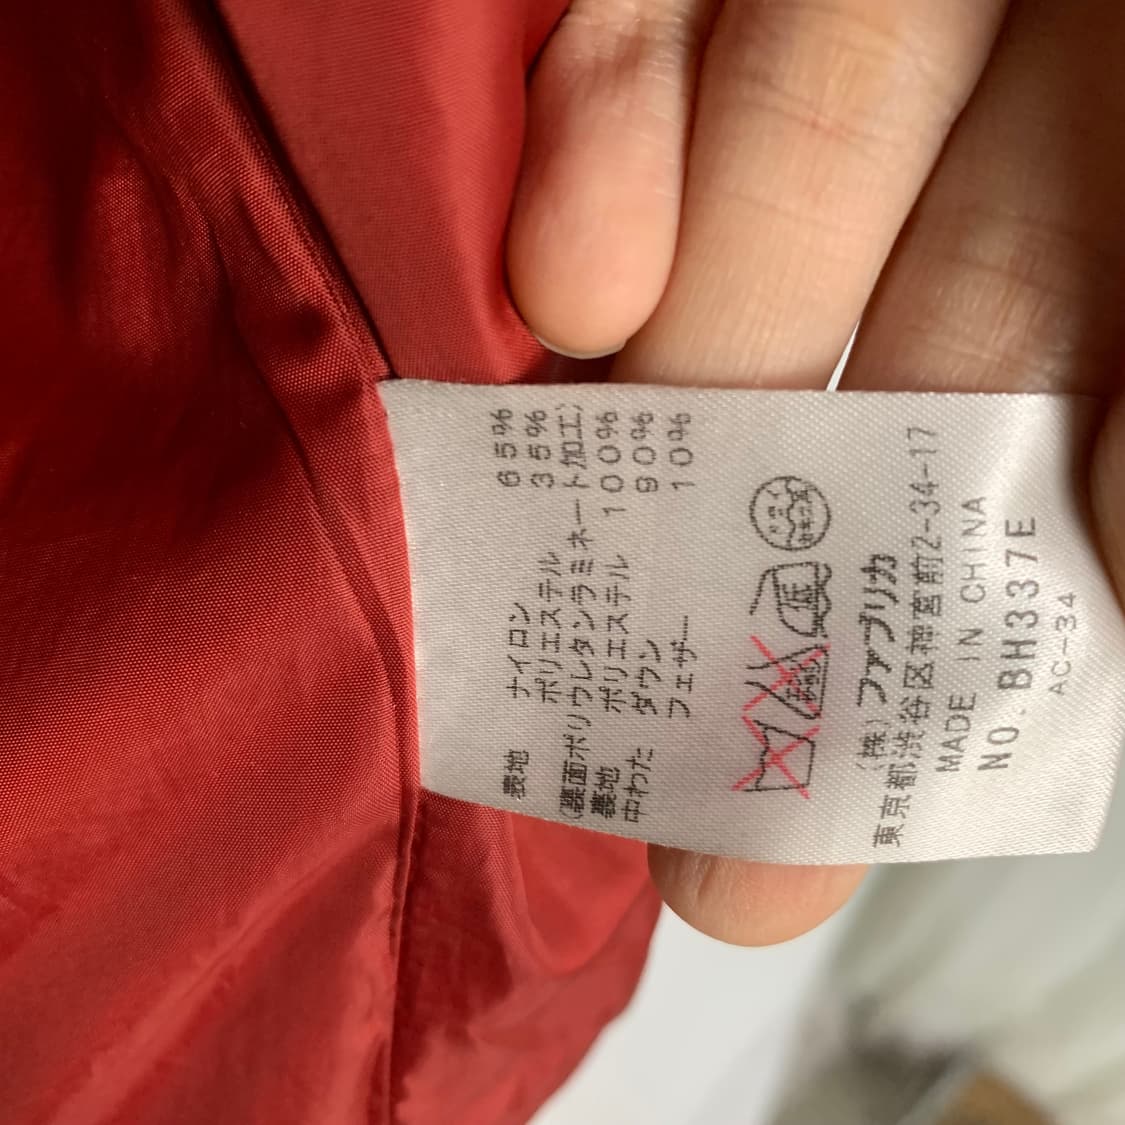 表地 ナイロン 65%
ポリエステル 35%
(裏面ポリウレタンラミネート加工)
裏地 ポリエステル 100%
中わた ダウン 90%
フェザー 10%
低
(株)ファブリカ
東京都渋谷区神宮前2-34-17
MADE IN CHINA
NO. BH337E
AC-34